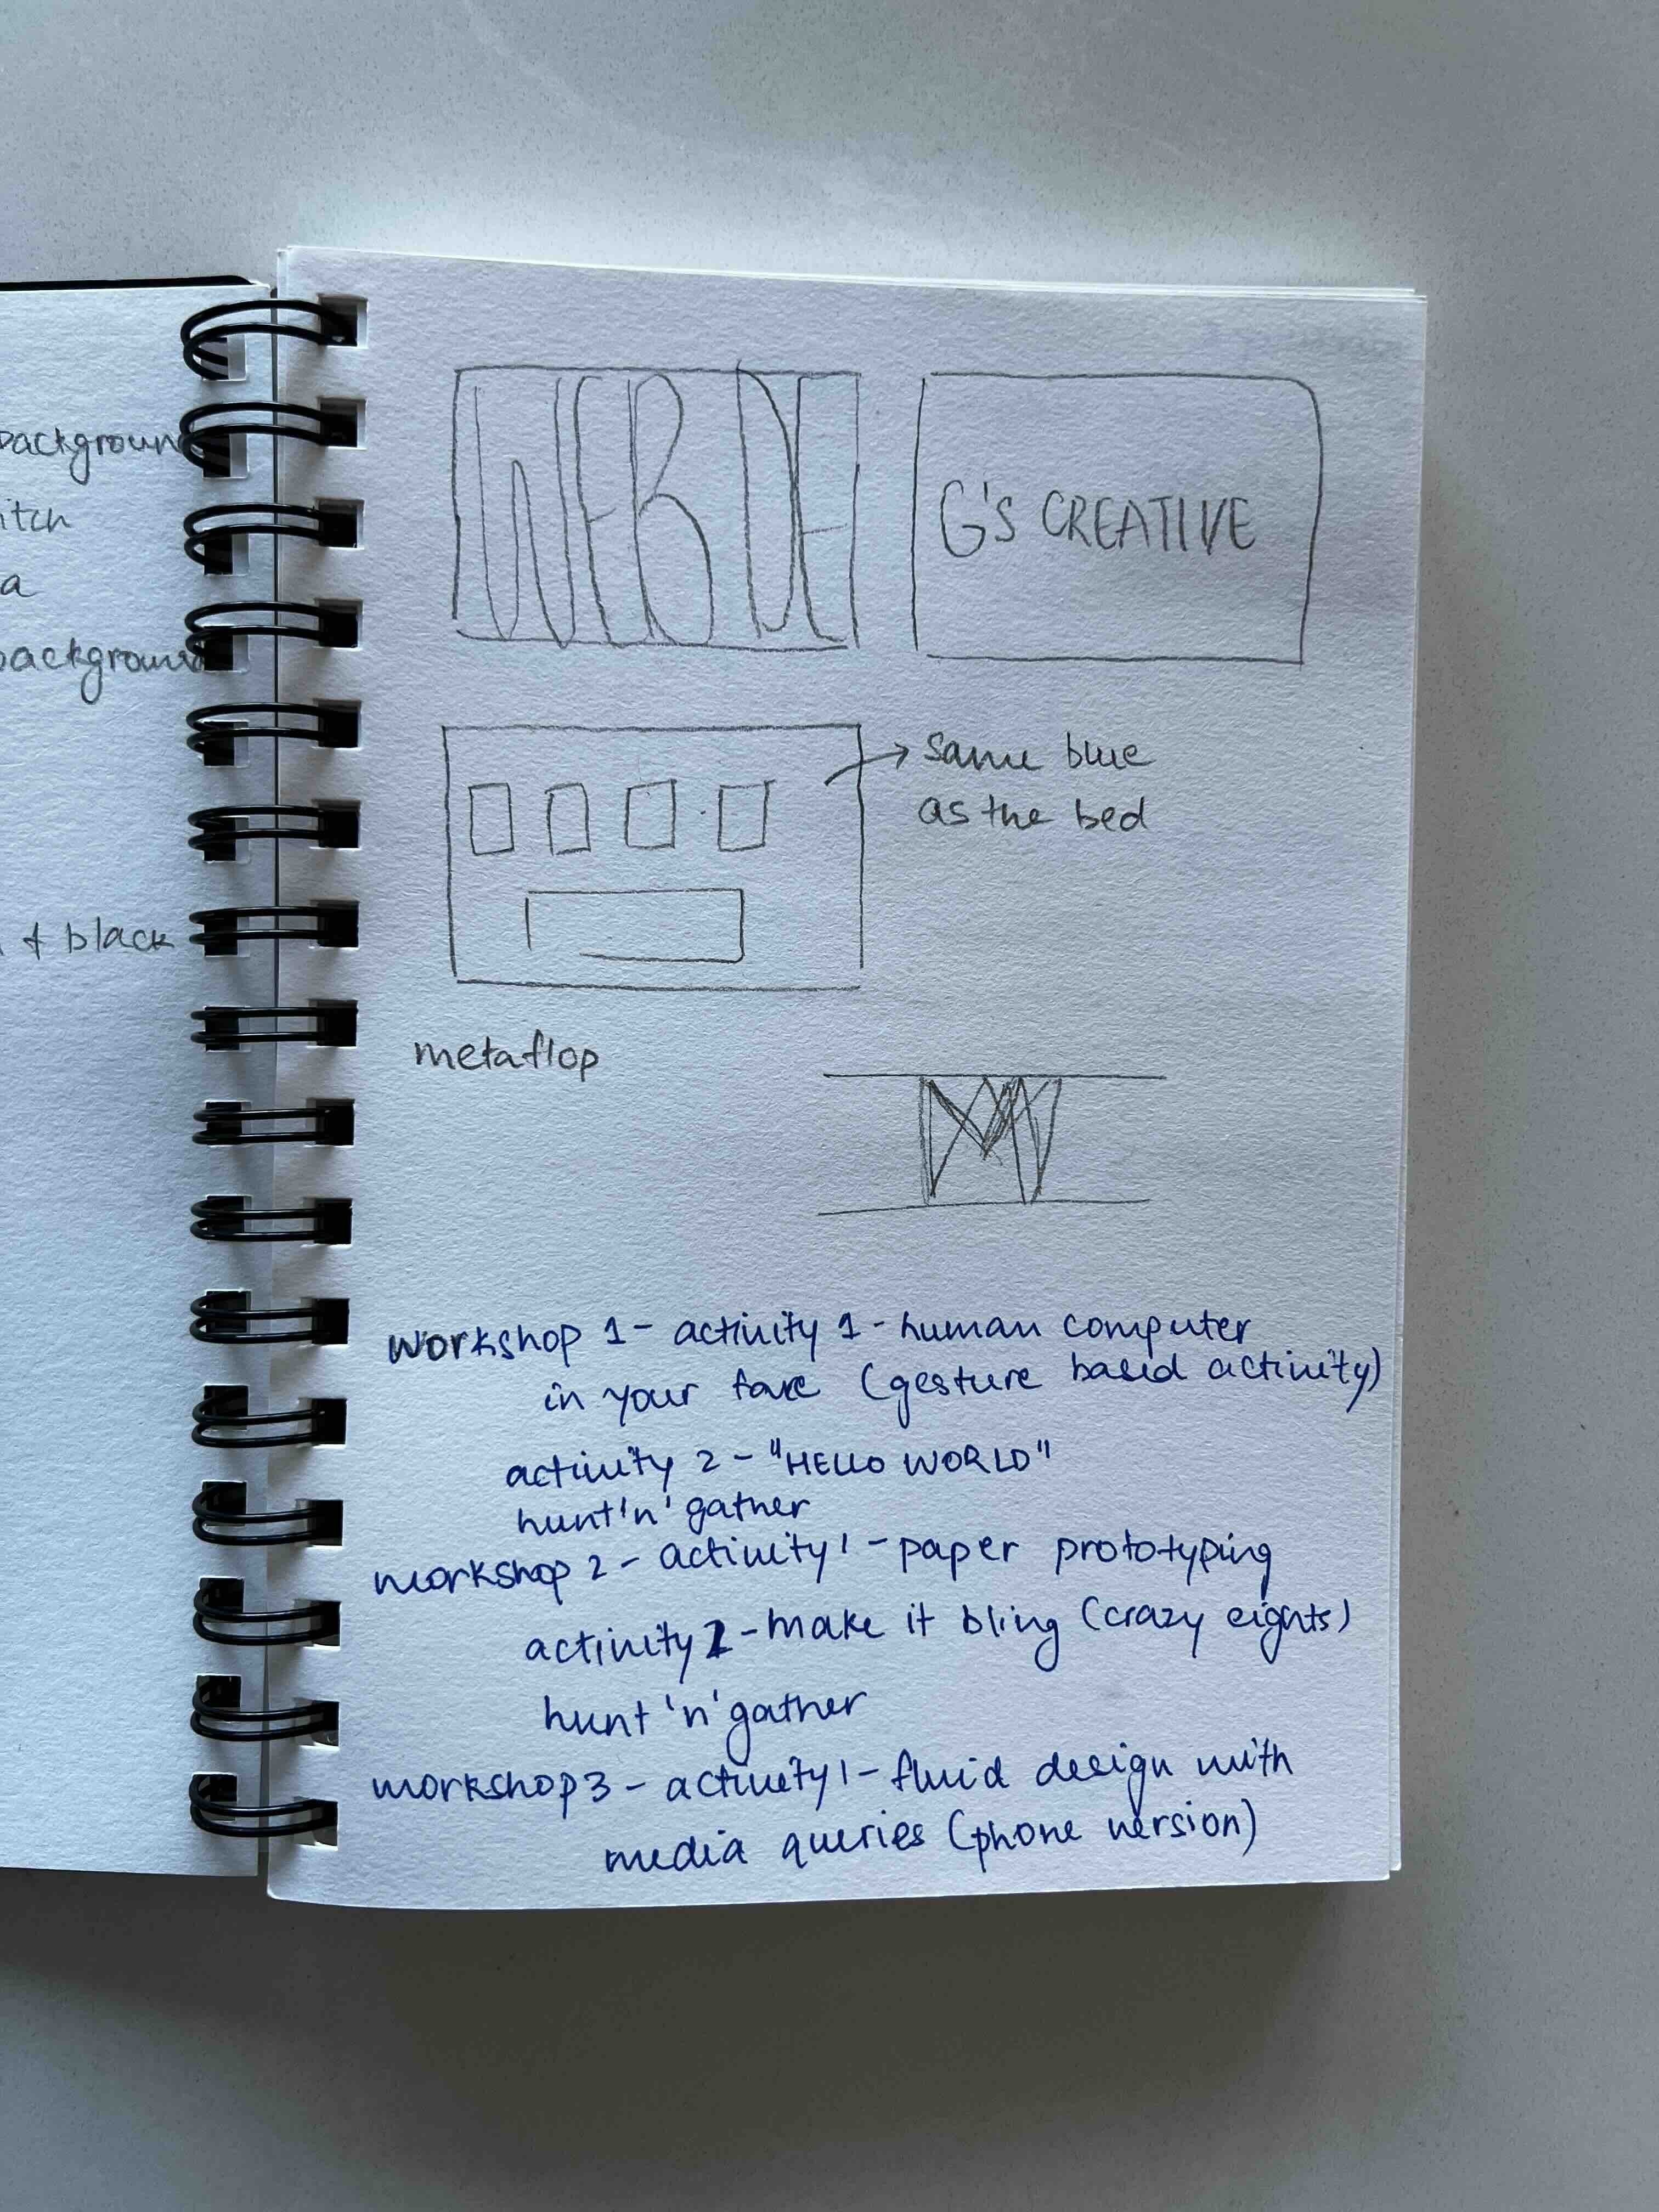 background
itch
a
background
& black
WEB DE
G'S CREATIVE
same blue
as the bed
metaflop
workshop 1 - activity 1 - human computer
in your face (gesture based activity)
activity 2 - "HELLO WORLD"
hunt 'n' gather
workshop 2 - activity 1 - paper prototyping
activity 2 - make it bling (crazy eights)
hunt 'n' gather
workshop 3 - activity 1 - fluid design with
media queries (phone version)